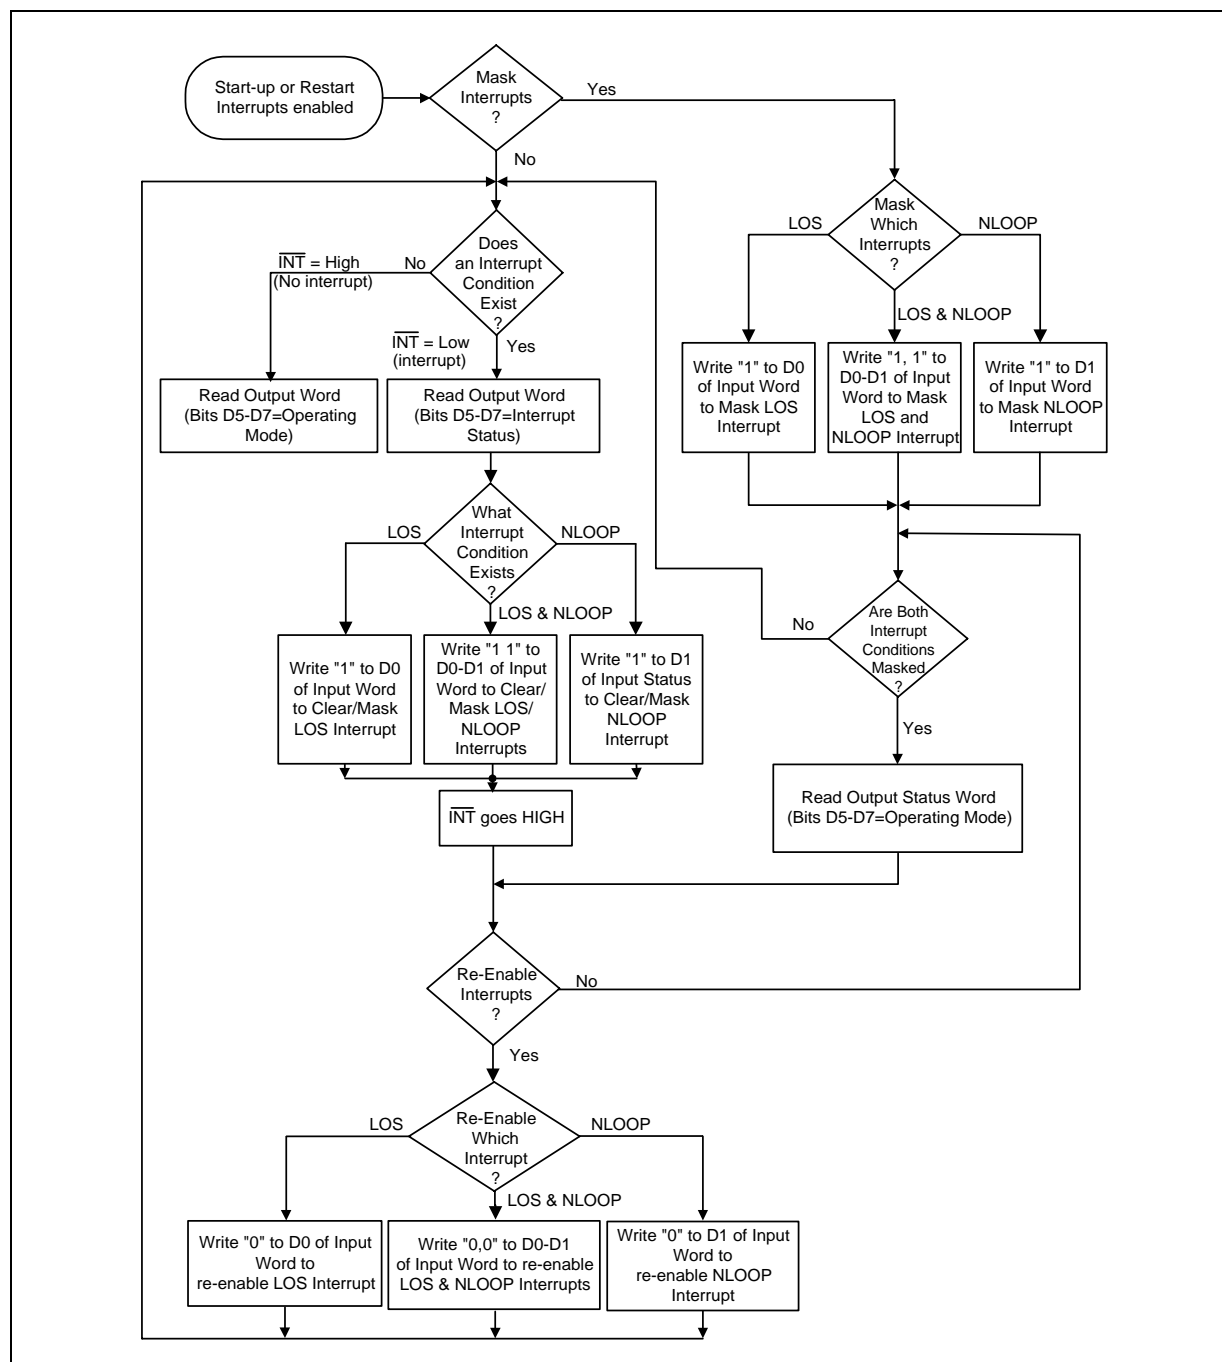 Start-up or Restart
Interrupts enabled
Mask
Interrupts
?
Yes
No
Mask
Which
Interrupts
?
LOS
NLOOP
LOS & NLOOP
Does
an Interrupt
Condition
Exist
?
INT = High
(No interrupt)
No
INT = Low
(interrupt)
Yes
Write "1" to D0
of Input Word
to Mask LOS
Interrupt
Write "1, 1" to
D0-D1 of Input
Word to Mask
LOS and
NLOOP Interrupt
Write "1" to D1
of Input Word
to Mask NLOOP
Interrupt
Read Output Word
(Bits D5-D7=Operating
Mode)
Read Output Word
(Bits D5-D7=Interrupt
Status)
What
Interrupt
Condition
Exists
?
LOS
NLOOP
LOS & NLOOP
Write "1" to D0
of Input Word
to Clear/Mask
LOS Interrupt
Write "1 1" to
D0-D1 of Input
Word to Clear/
Mask LOS/
NLOOP
Interrupts
Write "1" to D1
of Input Status
to Clear/Mask
NLOOP
Interrupt
Are Both
Interrupt
Conditions
Masked
?
No
Yes
INT goes HIGH
Read Output Status Word
(Bits D5-D7=Operating Mode)
Re-Enable
Interrupts
?
No
Yes
Re-Enable
Which
Interrupt
?
LOS
NLOOP
LOS & NLOOP
Write "0" to D0 of Input
Word to
re-enable LOS Interrupt
Write "0,0" to D0-D1
of Input Word to re-enable
LOS & NLOOP Interrupts
Write "0" to D1 of Input
Word to
re-enable NLOOP
Interrupt